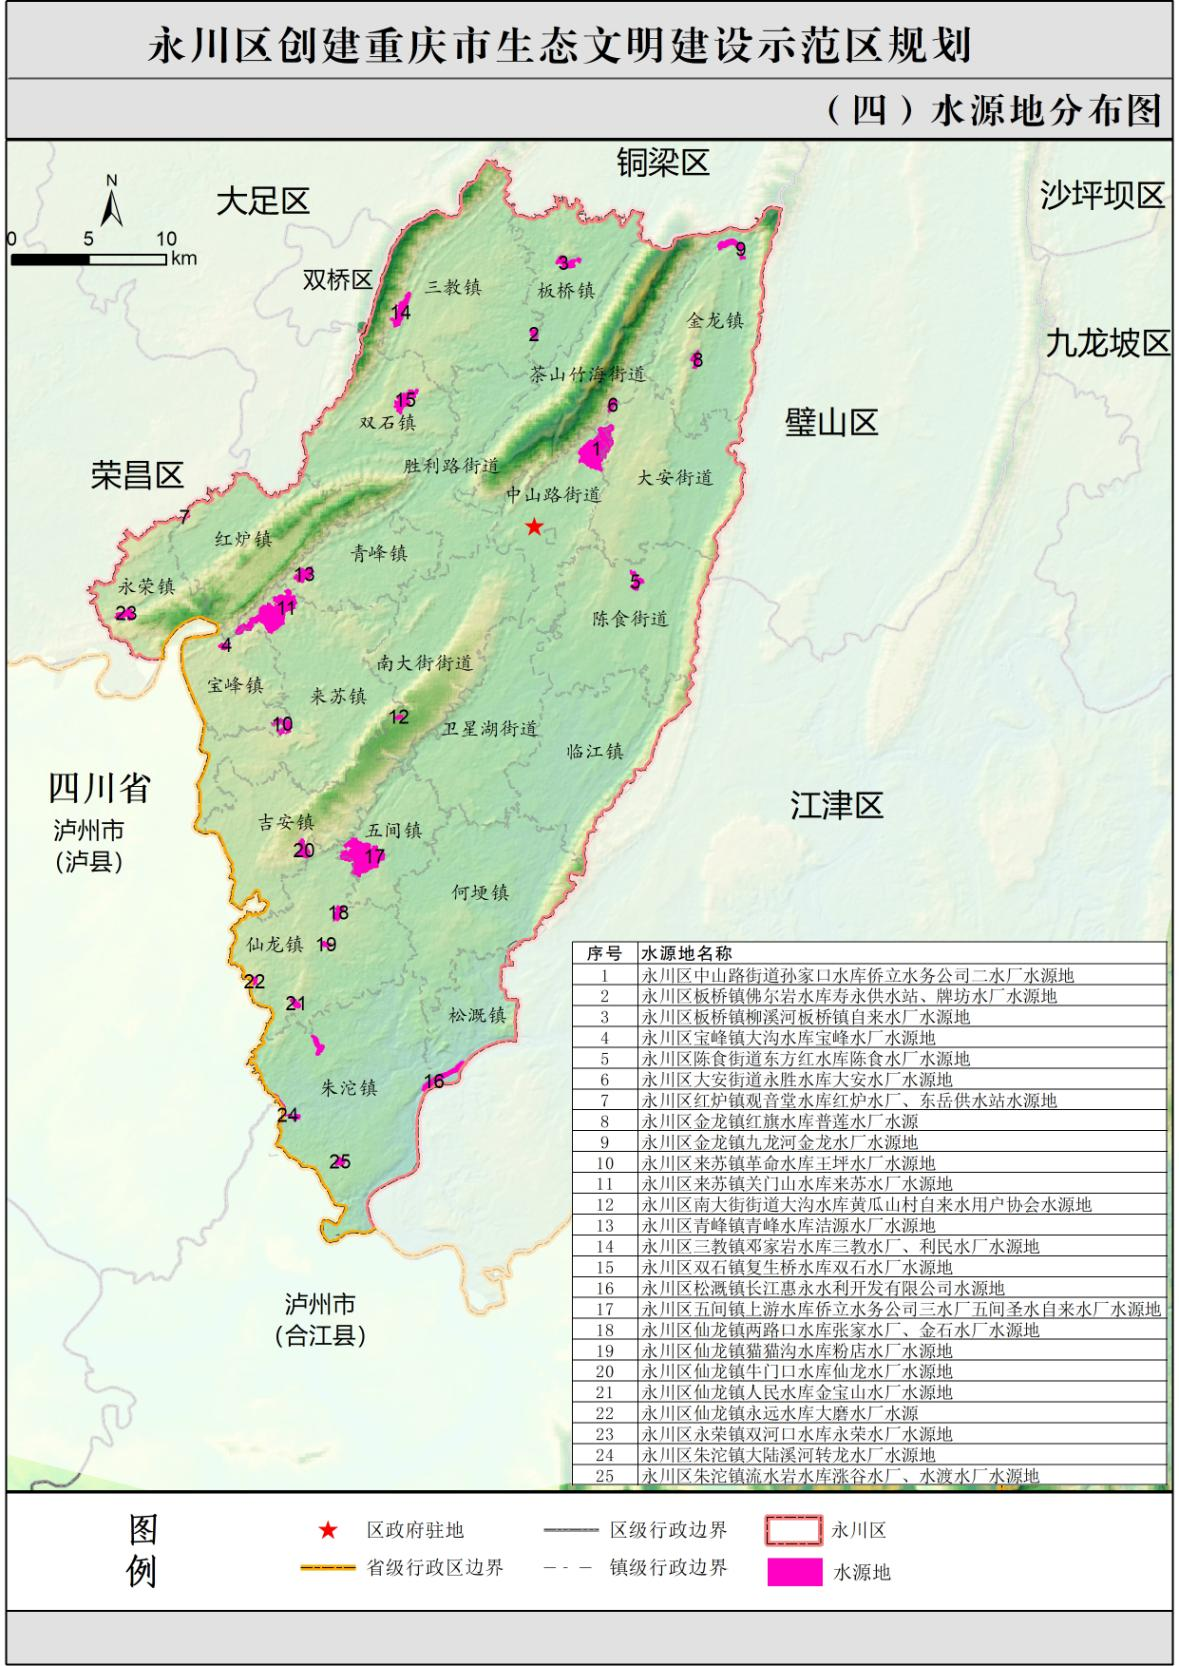 永川区创建重庆市生态文明建设示范区规划
（四）水源地分布图
铜梁区
大足区
沙坪坝区
N
0 5 10
km
双桥区
9
3
三教镇
板桥镇
14
金龙镇
2
九龙坡区
8
茶山竹海街道
15
6
双石镇
璧山区
1
胜利路街道
荣昌区
大安街道
中山路街道
7
红炉镇
青峰镇
13
5
永荣镇
11
23
陈食街道
4
南大街街道
宝峰镇
来苏镇
12
10
卫星湖街道
临江镇
四川省
泸州市
（泸县）
江津区
吉安镇
五间镇
20
17
何埂镇
18
仙龙镇
19
22
21
松溉镇
16
朱沱镇
24
25
泸州市
（合江县）
序号 水源地名称
1 永川区中山路街道孙家口水库侨立水务公司二水厂水源地
2 永川区板桥镇佛尔岩水库寿永供水站、牌坊水厂水源地
3 永川区板桥镇柳溪河板桥镇自来水厂水源地
4 永川区宝峰镇大沟水库宝峰水厂水源地
5 永川区陈食街道东方红水库陈食水厂水源地
6 永川区大安街道永胜水库大安水厂水源地
7 永川区红炉镇观音堂水库红炉水厂、东岳供水站水源地
8 永川区金龙镇红旗水库普莲水厂水源
9 永川区金龙镇九龙河金龙水厂水源地
10 永川区来苏镇革命水库王坪水厂水源地
11 永川区来苏镇关门山水库来苏水厂水源地
12 永川区南大街街道大沟水库黄瓜山村自来水用户协会水源地
13 永川区青峰镇青峰水库洁源水厂水源地
14 永川区三教镇邓家岩水库三教水厂、利民水厂水源地
15 永川区双石镇复生桥水库双石水厂水源地
16 永川区松溉镇长江惠永水利开发有限公司水源地
17 永川区五间镇上游水库侨立水务公司三水厂五间圣水自来水厂水源地
18 永川区仙龙镇两路口水库张家水厂、金石水厂水源地
19 永川区仙龙镇猫猫沟水库粉店水厂水源地
20 永川区仙龙镇牛门口水库仙龙水厂水源地
21 永川区仙龙镇人民水库金宝山水厂水源地
22 永川区仙龙镇永远水库大磨水厂水源
23 永川区永荣镇双河口水库永荣水厂水源地
24 永川区朱沱镇大陆溪河转龙水厂水源地
25 永川区朱沱镇流水岩水库涨谷水厂、水渡水厂水源地
图例
区政府驻地
区级行政边界
永川区
省级行政区边界
镇级行政边界
水源地